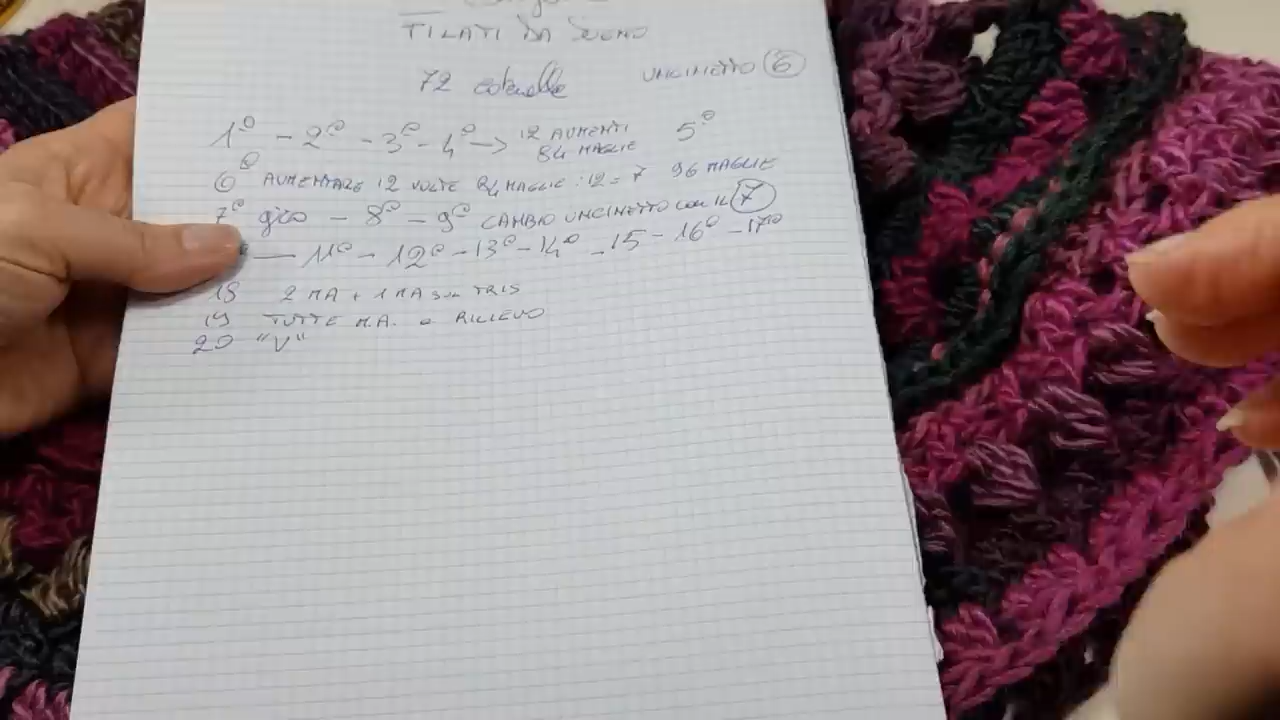 TILATI DA SOGNO
72 catenelle UNCINETTO 6
1° - 2° - 3° - 4° → 12 AUMENTI 84 MAGLIE 5°
6° AUMENTARE 12 VOLTE 84 MAGLIE : 12 = 7 96 MAGLIE
7° giro - 8° - 9° CAMBIO UNCINETTO con IL 7
— 11° - 12° - 13° - 14° - 15 - 16° - 17°
18 2 MA + 1 MA SUL TRIS
19 TUTTE M.A. a RILIEVO
20 "V"